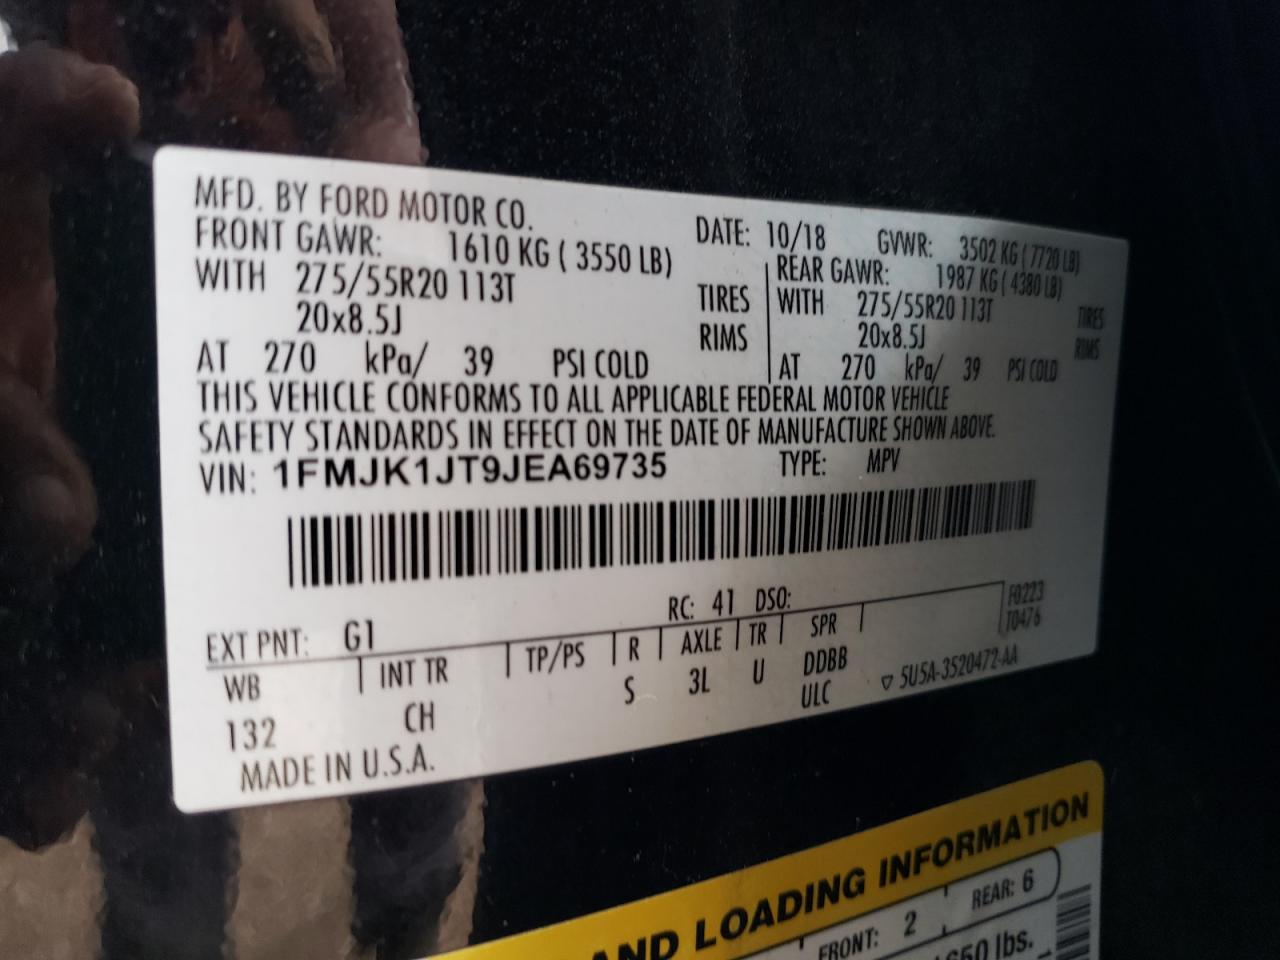 MFD. BY FORD MOTOR CO.
DATE: 10/18 GVWR: 3502 KG ( 7720 LB)
FRONT GAWR: 1610 KG ( 3550 LB) REAR GAWR: 1987 KG ( 4380 LB)
WITH 275/55R20 113T TIRES WITH 275/55R20 113T TIRES
20x8.5J RIMS 20x8.5J RIMS
AT 270 kPa/ 39 PSI COLD AT 270 kPa/ 39 PSI COLD
THIS VEHICLE CONFORMS TO ALL APPLICABLE FEDERAL MOTOR VEHICLE
SAFETY STANDARDS IN EFFECT ON THE DATE OF MANUFACTURE SHOWN ABOVE.
VIN: 1FMJK1JT9JEA69735 TYPE: MPV
F0223
T0476
EXT PNT: G1 RC: 41 DSO:
WB INT TR TP/PS R AXLE TR SPR
132 CH S 3L U DDBB
ULC ▽ 5U5A-3520472-AA
MADE IN U.S.A.
AND LOADING INFORMATION
FRONT: 2 REAR: 6
650 lbs.